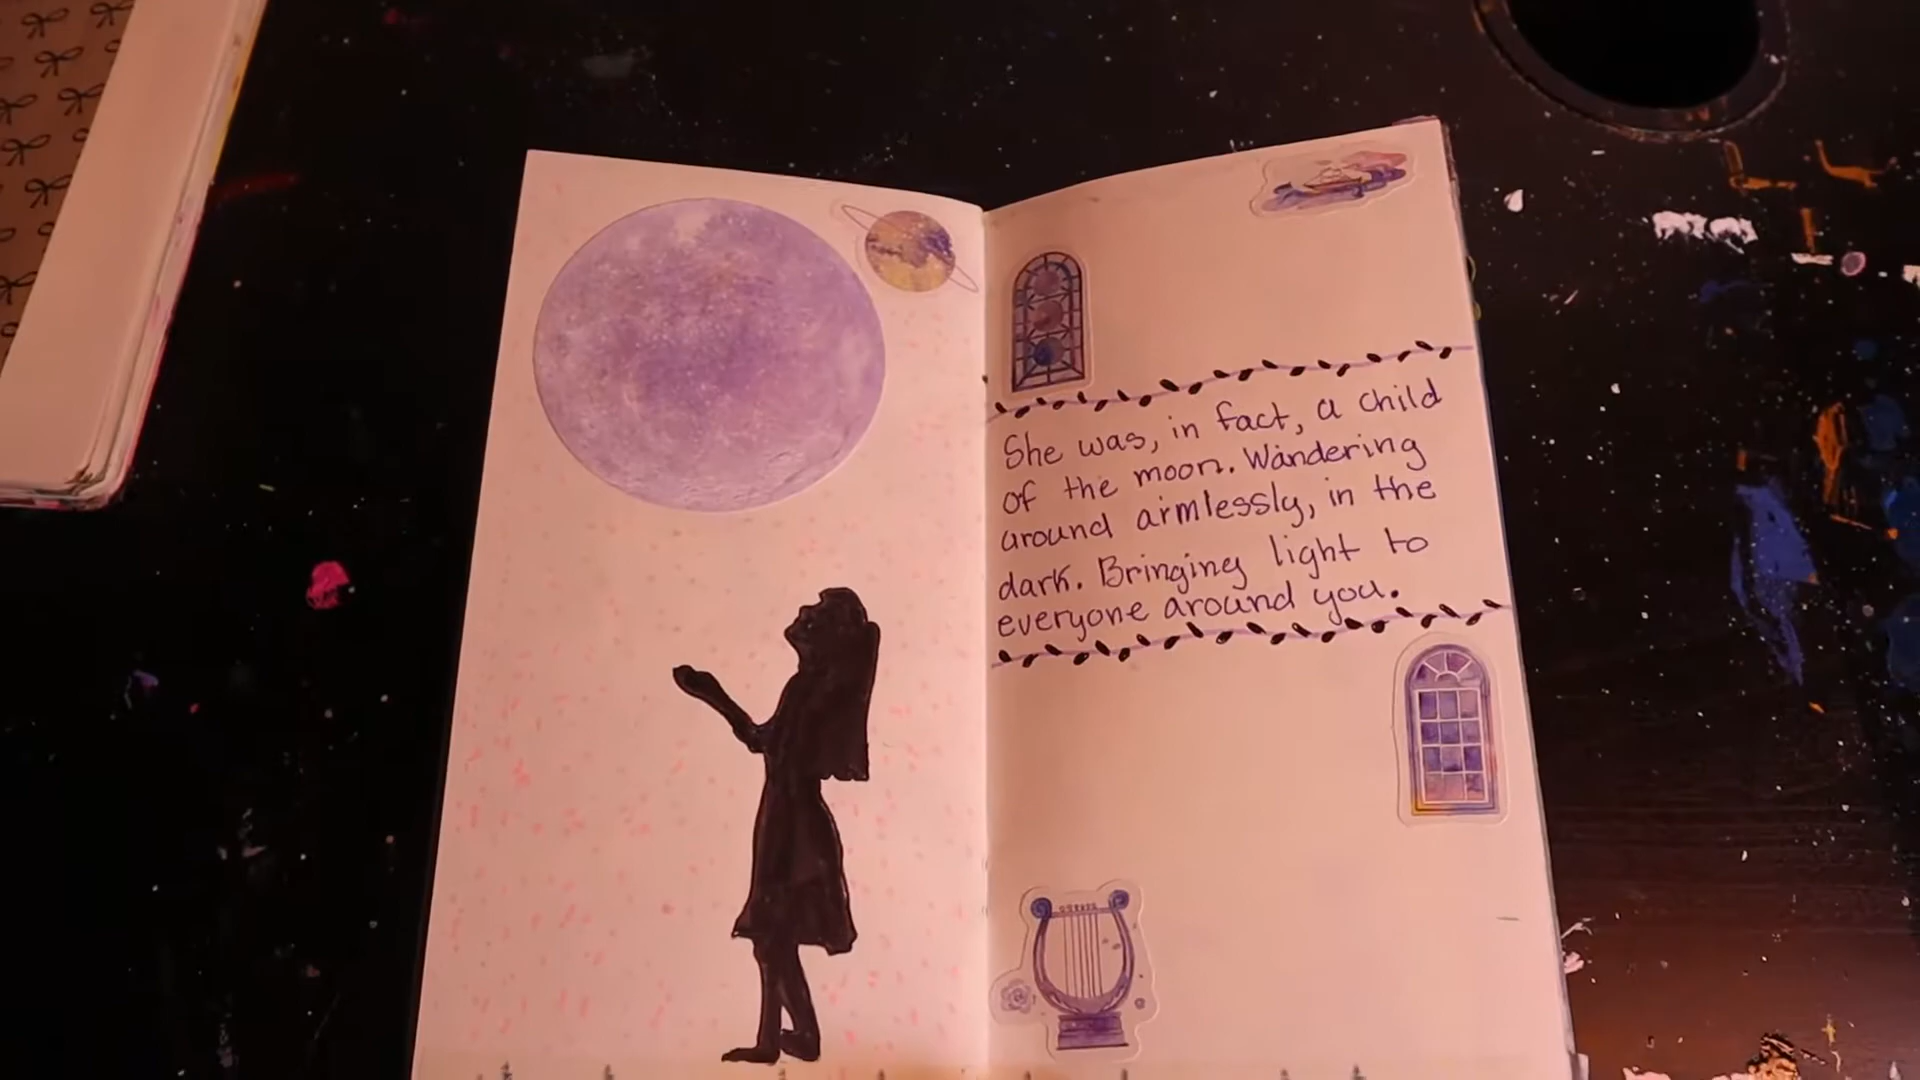 She was, in fact, a child
of the moon. Wandering
around armlessly, in the
dark. Bringing light to
everyone around you.